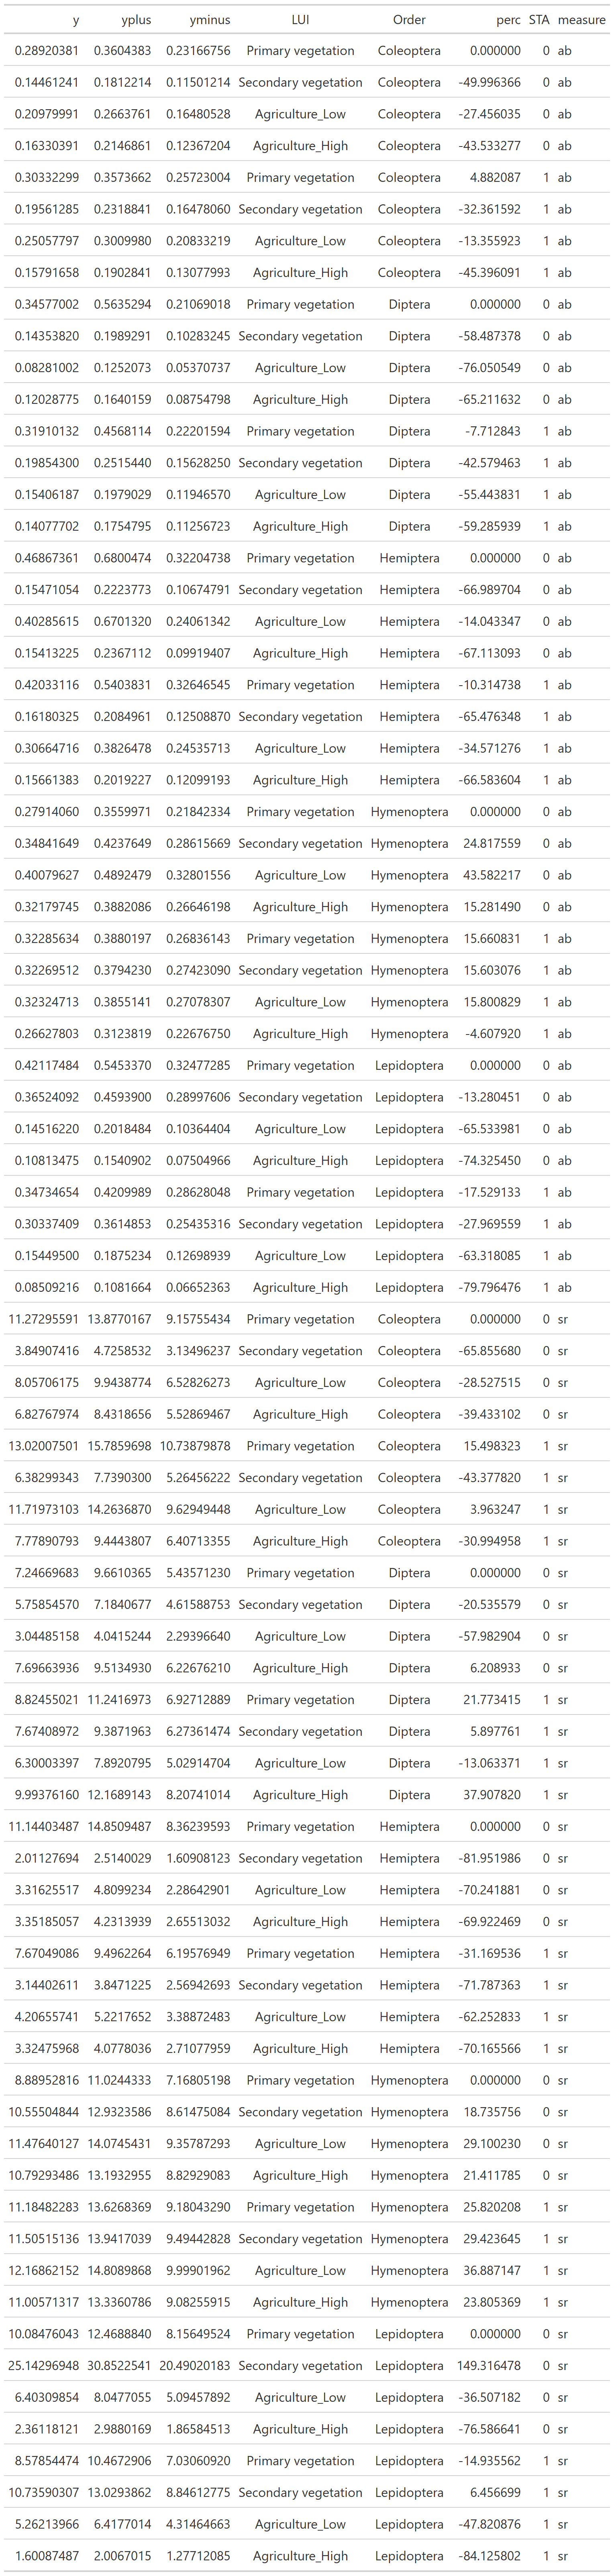 y yplus yminus LUI Order perc STA measure
0.28920381 0.3604383 0.23166756 Primary vegetation Coleoptera 0.000000 0 ab
0.14461241 0.1812214 0.11501214 Secondary vegetation Coleoptera -49.996366 0 ab
0.20979991 0.2663761 0.16480528 Agriculture_Low Coleoptera -27.456035 0 ab
0.16330391 0.2146861 0.12367204 Agriculture_High Coleoptera -43.533277 0 ab
0.30332299 0.3573662 0.25723004 Primary vegetation Coleoptera 4.882087 1 ab
0.19561285 0.2318841 0.16478060 Secondary vegetation Coleoptera -32.361592 1 ab
0.25057797 0.3009980 0.20833219 Agriculture_Low Coleoptera -13.355923 1 ab
0.15791658 0.1902841 0.13077993 Agriculture_High Coleoptera -45.396091 1 ab
0.34577002 0.5635294 0.21069018 Primary vegetation Diptera 0.000000 0 ab
0.14353820 0.1989291 0.10283245 Secondary vegetation Diptera -58.487378 0 ab
0.08281002 0.1252073 0.05370737 Agriculture_Low Diptera -76.050549 0 ab
0.12028775 0.1640159 0.08754798 Agriculture_High Diptera -65.211632 0 ab
0.31910132 0.4568114 0.22201594 Primary vegetation Diptera -7.712843 1 ab
0.19854300 0.2515440 0.15628250 Secondary vegetation Diptera -42.579463 1 ab
0.15406187 0.1979029 0.11946570 Agriculture_Low Diptera -55.443831 1 ab
0.14077702 0.1754795 0.11256723 Agriculture_High Diptera -59.285939 1 ab
0.46867361 0.6800474 0.32204738 Primary vegetation Hemiptera 0.000000 0 ab
0.15471054 0.2223773 0.10674791 Secondary vegetation Hemiptera -66.989704 0 ab
0.40285615 0.6701320 0.24061342 Agriculture_Low Hemiptera -14.043347 0 ab
0.15413225 0.2367112 0.09919407 Agriculture_High Hemiptera -67.113093 0 ab
0.42033116 0.5403831 0.32646545 Primary vegetation Hemiptera -10.314738 1 ab
0.16180325 0.2084961 0.12508870 Secondary vegetation Hemiptera -65.476348 1 ab
0.30664716 0.3826478 0.24535713 Agriculture_Low Hemiptera -34.571276 1 ab
0.15661383 0.2019227 0.12099193 Agriculture_High Hemiptera -66.583604 1 ab
0.27914060 0.3559971 0.21842334 Primary vegetation Hymenoptera 0.000000 0 ab
0.34841649 0.4237649 0.28615669 Secondary vegetation Hymenoptera 24.817559 0 ab
0.40079627 0.4892479 0.32801556 Agriculture_Low Hymenoptera 43.582217 0 ab
0.32179745 0.3882086 0.26646198 Agriculture_High Hymenoptera 15.281490 0 ab
0.32285634 0.3880197 0.26836143 Primary vegetation Hymenoptera 15.660831 1 ab
0.32269512 0.3794230 0.27423090 Secondary vegetation Hymenoptera 15.603076 1 ab
0.32324713 0.3855141 0.27078307 Agriculture_Low Hymenoptera 15.800829 1 ab
0.26627803 0.3123819 0.22676750 Agriculture_High Hymenoptera -4.607920 1 ab
0.42117484 0.5453370 0.32477285 Primary vegetation Lepidoptera 0.000000 0 ab
0.36524092 0.4593900 0.28997606 Secondary vegetation Lepidoptera -13.280451 0 ab
0.14516220 0.2018484 0.10364404 Agriculture_Low Lepidoptera -65.533981 0 ab
0.10813475 0.1540902 0.07504966 Agriculture_High Lepidoptera -74.325450 0 ab
0.34734654 0.4209989 0.28628048 Primary vegetation Lepidoptera -17.529133 1 ab
0.30337409 0.3614853 0.25435316 Secondary vegetation Lepidoptera -27.969559 1 ab
0.15449500 0.1875234 0.12698939 Agriculture_Low Lepidoptera -63.318085 1 ab
0.08509216 0.1081664 0.06652363 Agriculture_High Lepidoptera -79.796476 1 ab
11.27295591 13.8770167 9.15755434 Primary vegetation Coleoptera 0.000000 0 sr
3.84907416 4.7258532 3.13496237 Secondary vegetation Coleoptera -65.855680 0 sr
8.05706175 9.9438774 6.52826273 Agriculture_Low Coleoptera -28.527515 0 sr
6.82767974 8.4318656 5.52869467 Agriculture_High Coleoptera -39.433102 0 sr
13.02007501 15.7859698 10.73879878 Primary vegetation Coleoptera 15.498323 1 sr
6.38299343 7.7390300 5.26456222 Secondary vegetation Coleoptera -43.377820 1 sr
11.71973103 14.2636870 9.62949448 Agriculture_Low Coleoptera 3.963247 1 sr
7.77890793 9.4443807 6.40713355 Agriculture_High Coleoptera -30.994958 1 sr
7.24669683 9.6610365 5.43571230 Primary vegetation Diptera 0.000000 0 sr
5.75854570 7.1840677 4.61588753 Secondary vegetation Diptera -20.535579 0 sr
3.04485158 4.0415244 2.29396640 Agriculture_Low Diptera -57.982904 0 sr
7.69663936 9.5134930 6.22676210 Agriculture_High Diptera 6.208933 0 sr
8.82455021 11.2416973 6.92712889 Primary vegetation Diptera 21.773415 1 sr
7.67408972 9.3871963 6.27361474 Secondary vegetation Diptera 5.897761 1 sr
6.30003397 7.8920795 5.02914704 Agriculture_Low Diptera -13.063371 1 sr
9.99376160 12.1689143 8.20741014 Agriculture_High Diptera 37.907820 1 sr
11.14403487 14.8509487 8.36239593 Primary vegetation Hemiptera 0.000000 0 sr
2.01127694 2.5140029 1.60908123 Secondary vegetation Hemiptera -81.951986 0 sr
3.31625517 4.8099234 2.28642901 Agriculture_Low Hemiptera -70.241881 0 sr
3.35185057 4.2313939 2.65513032 Agriculture_High Hemiptera -69.922469 0 sr
7.67049086 9.4962264 6.19576949 Primary vegetation Hemiptera -31.169536 1 sr
3.14402611 3.8471225 2.56942693 Secondary vegetation Hemiptera -71.787363 1 sr
4.20655741 5.2217652 3.38872483 Agriculture_Low Hemiptera -62.252833 1 sr
3.32475968 4.0778036 2.71077959 Agriculture_High Hemiptera -70.165566 1 sr
8.88952816 11.0244333 7.16805198 Primary vegetation Hymenoptera 0.000000 0 sr
10.55504844 12.9323586 8.61475084 Secondary vegetation Hymenoptera 18.735756 0 sr
11.47640127 14.0745431 9.35787293 Agriculture_Low Hymenoptera 29.100230 0 sr
10.79293486 13.1932955 8.82929083 Agriculture_High Hymenoptera 21.411785 0 sr
11.18482283 13.6268369 9.18043290 Primary vegetation Hymenoptera 25.820208 1 sr
11.50515136 13.9417039 9.49442828 Secondary vegetation Hymenoptera 29.423645 1 sr
12.16862152 14.8089868 9.99901962 Agriculture_Low Hymenoptera 36.887147 1 sr
11.00571317 13.3360786 9.08255915 Agriculture_High Hymenoptera 23.805369 1 sr
10.08476043 12.4688840 8.15649524 Primary vegetation Lepidoptera 0.000000 0 sr
25.14296948 30.8522541 20.49020183 Secondary vegetation Lepidoptera 149.316478 0 sr
6.40309854 8.0477055 5.09457892 Agriculture_Low Lepidoptera -36.507182 0 sr
2.36118121 2.9880169 1.86584513 Agriculture_High Lepidoptera -76.586641 0 sr
8.57854474 10.4672906 7.03060920 Primary vegetation Lepidoptera -14.935562 1 sr
10.73590307 13.0293862 8.84612775 Secondary vegetation Lepidoptera 6.456699 1 sr
5.26213966 6.4177014 4.31464663 Agriculture_Low Lepidoptera -47.820876 1 sr
1.60087487 2.0067015 1.27712085 Agriculture_High Lepidoptera -84.125802 1 sr